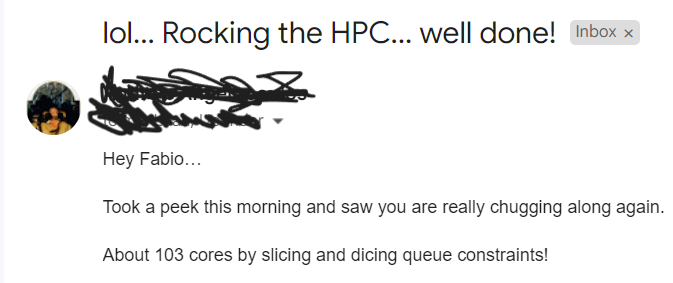 lol... Rocking the HPC... well done! Inbox ×
Hey Fabio…
Took a peek this morning and saw you are really chugging along again.
About 103 cores by slicing and dicing queue constraints!